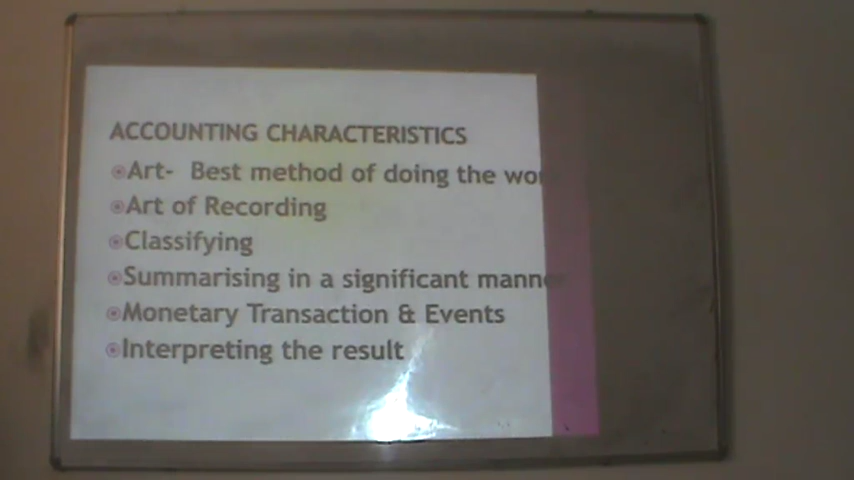 ACCOUNTING CHARACTERISTICS
Art- Best method of doing the
Art of Recording
Classifying
Summarising in a significant manner
Monetary Transaction & Events
Interpreting the result